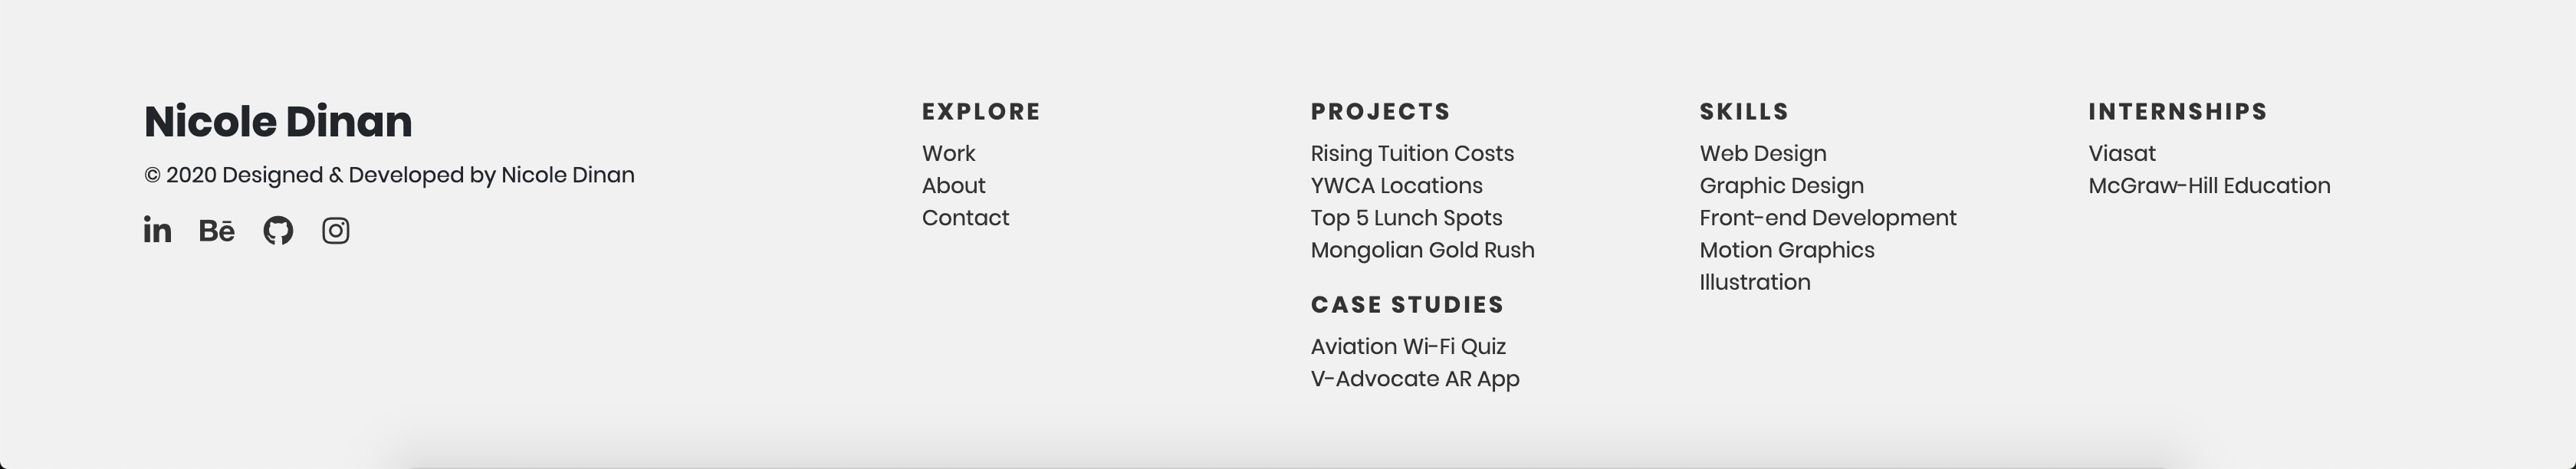 Nicole Dinan
© 2020 Designed & Developed by Nicole Dinan
in Bē
EXPLORE
Work
About
Contact
PROJECTS
Rising Tuition Costs
YWCA Locations
Top 5 Lunch Spots
Mongolian Gold Rush
CASE STUDIES
Aviation Wi-Fi Quiz
V-Advocate AR App
SKILLS
Web Design
Graphic Design
Front-end Development
Motion Graphics
Illustration
INTERNSHIPS
Viasat
McGraw-Hill Education